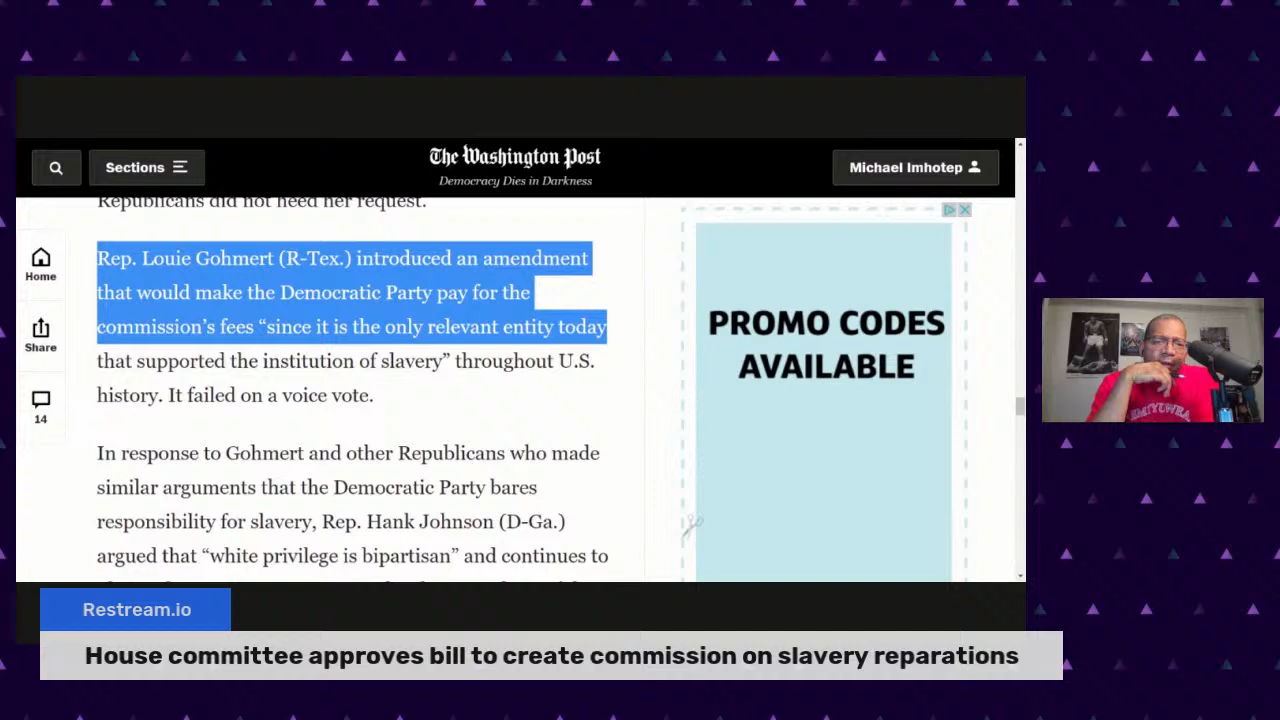 The Washington Post
Democracy Dies in Darkness
Sections
Michael Imhotep
Republicans did not need her request.
Rep. Louie Gohmert (R-Tex.) introduced an amendment
that would make the Democratic Party pay for the
commission’s fees “since it is the only relevant entity today
that supported the institution of slavery” throughout U.S.
history. It failed on a voice vote.
In response to Gohmert and other Republicans who made
similar arguments that the Democratic Party bares
responsibility for slavery, Rep. Hank Johnson (D-Ga.)
argued that “white privilege is bipartisan” and continues to
Home
Share
14
PROMO CODES
AVAILABLE
Restream.io
House committee approves bill to create commission on slavery reparations